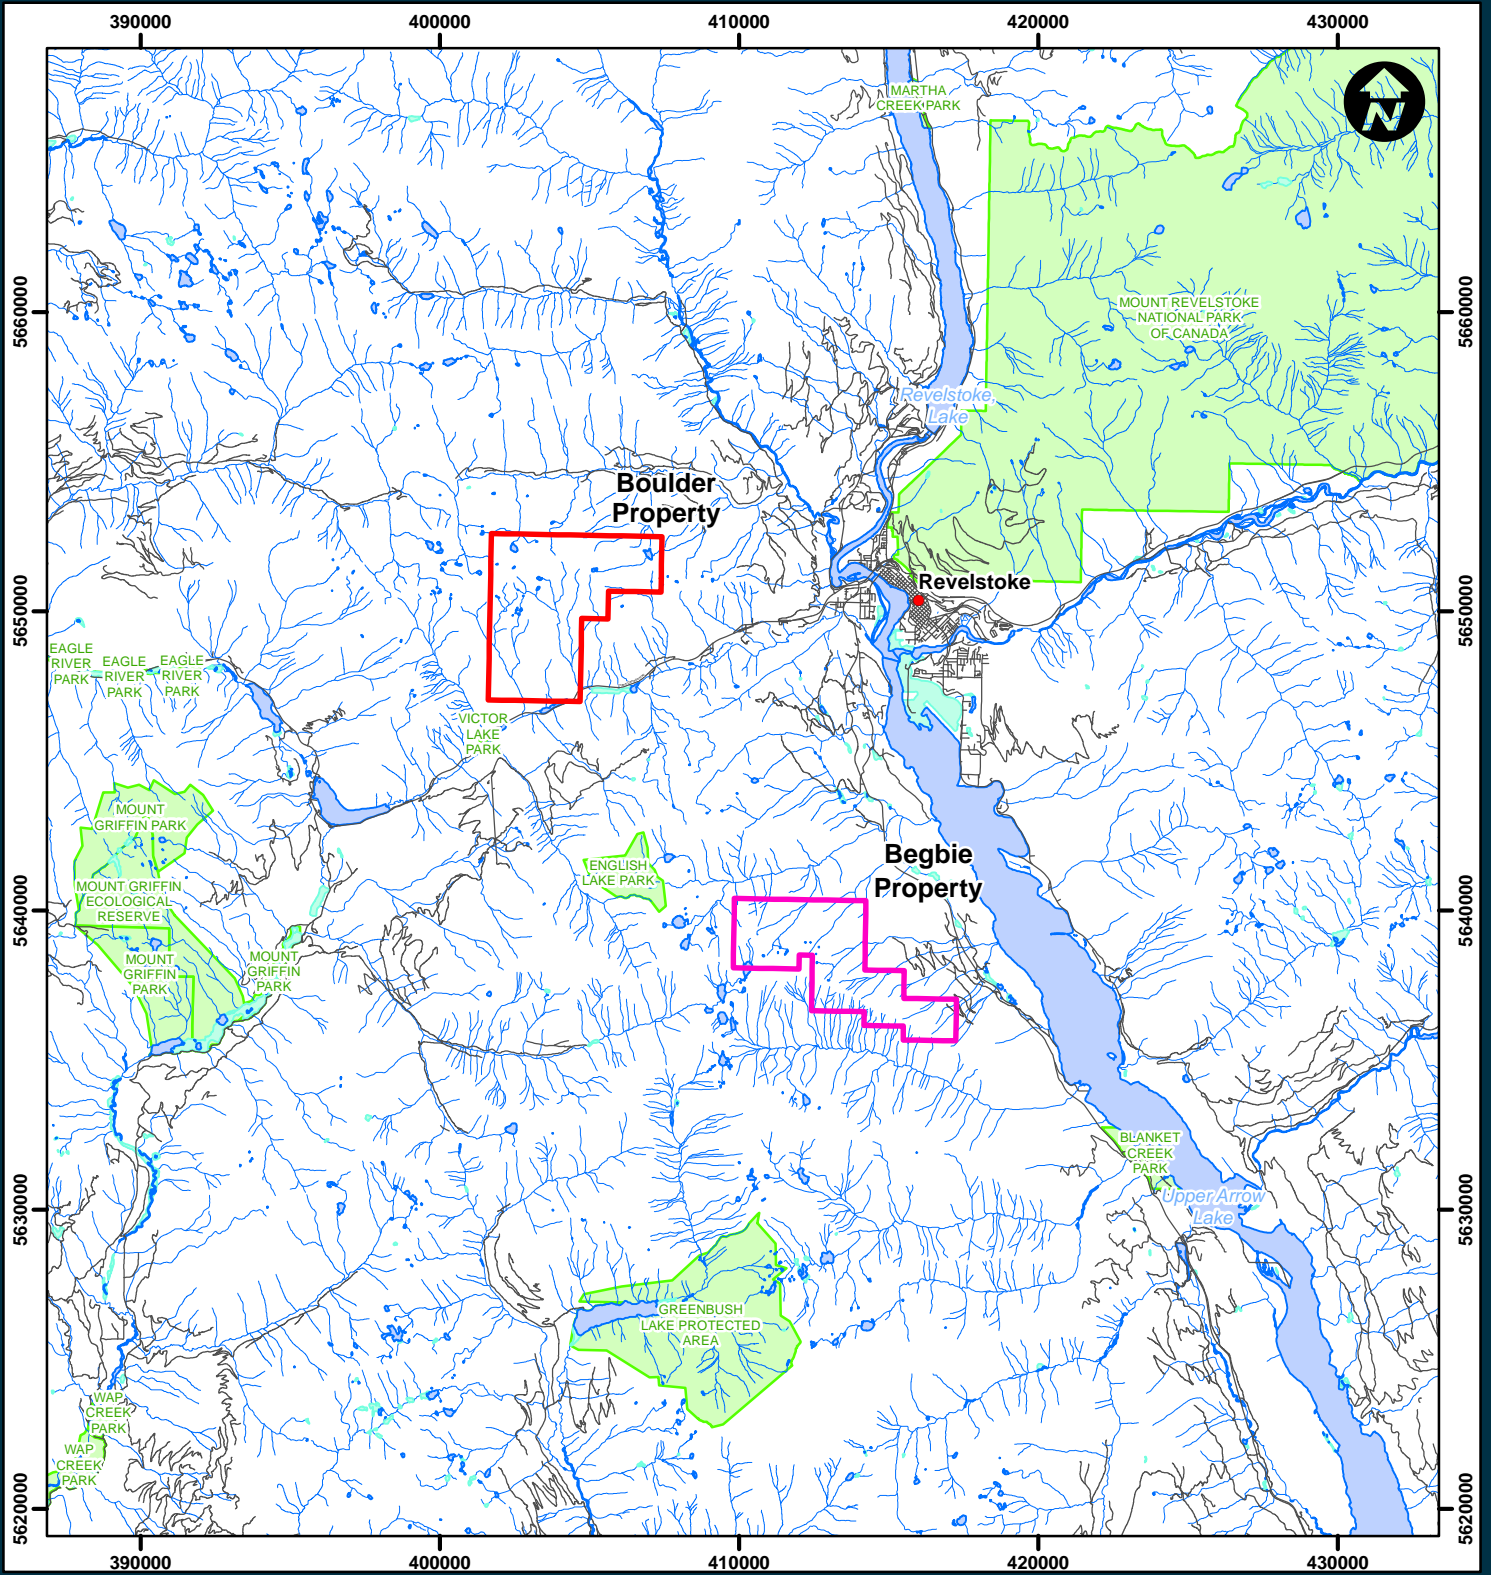 390000
400000
410000
420000
430000
MARTHA
CREEK PARK
N
5660000
MOUNT REVELSTOKE
NATIONAL PARK
OF CANADA
5660000
Revelstoke
Lake
Boulder
Property
Revelstoke
5650000
5650000
EAGLE
RIVER
PARK
EAGLE
RIVER
PARK
EAGLE
RIVER
PARK
VICTOR
LAKE
PARK
MOUNT
GRIFFIN PARK
ENGLISH
LAKE PARK
Begbie
Property
MOUNT GRIFFIN
ECOLOGICAL
RESERVE
5640000
5640000
MOUNT
GRIFFIN
PARK
MOUNT
GRIFFIN
PARK
BLANKET
CREEK
PARK
Upper Arrow
Lake
5630000
5630000
GREENBUSH
LAKE PROTECTED
AREA
WAP
CREEK
PARK
WAP
CREEK
PARK
5620000
5620000
390000
400000
410000
420000
430000